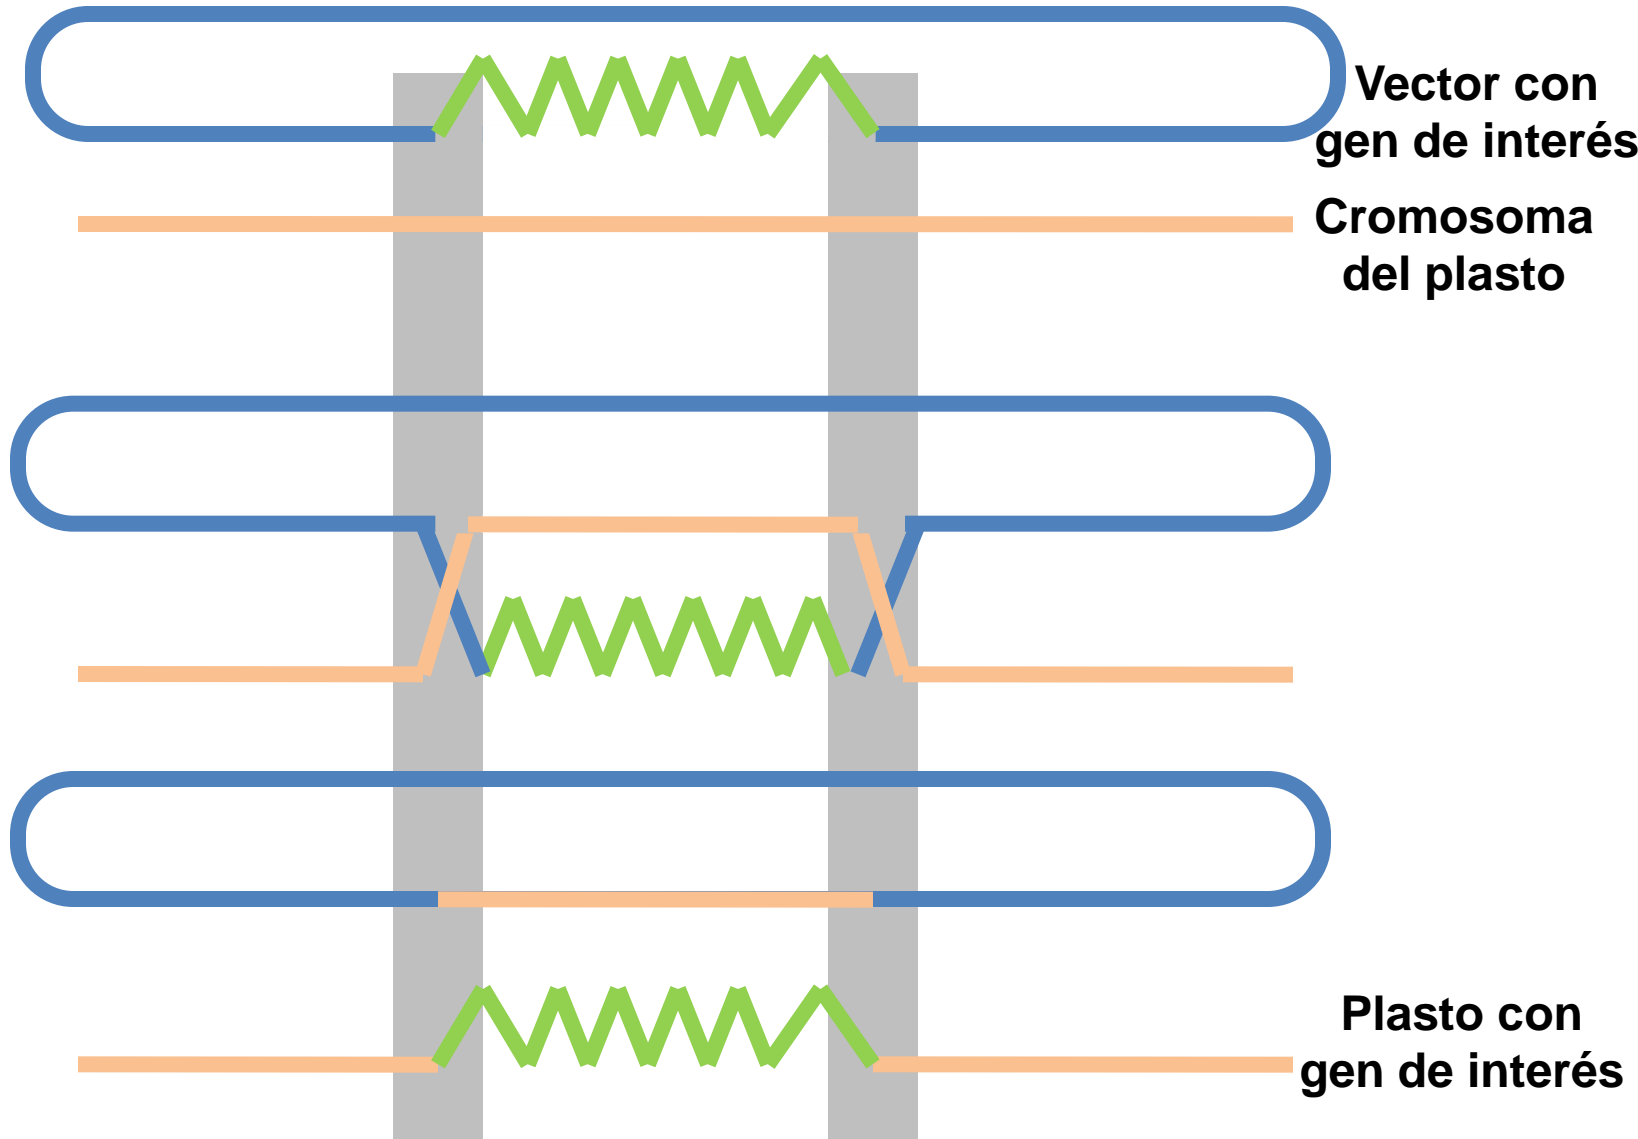 Vector con
gen de interés
Cromosoma
del plasto
Plasto con
gen de interés